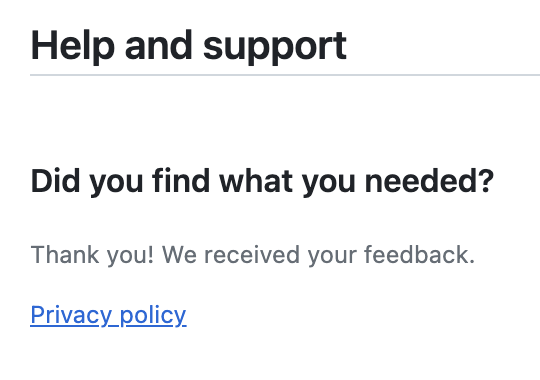 Help and support
Did you find what you needed?
Thank you! We received your feedback.
Privacy policy